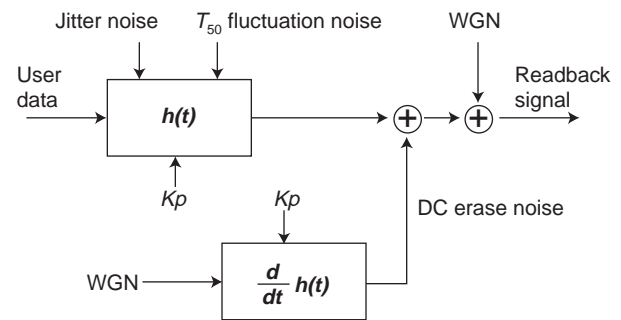 Jitter noise
T50 fluctuation noise
WGN
User
data
Readback
signal
h(t)
+
+
Kp
Kp
DC erase noise
WGN
d
dt
h(t)